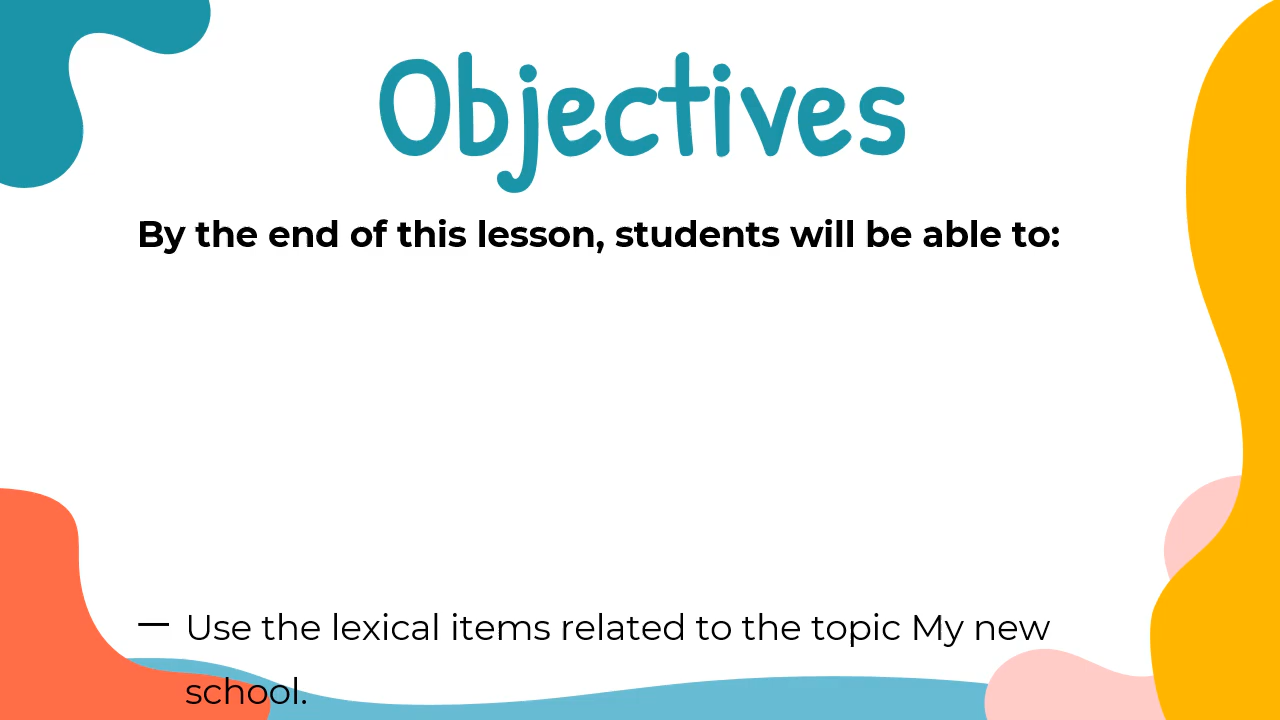 Objectives
By the end of this lesson, students will be able to:
— Use the lexical items related to the topic My new
school.